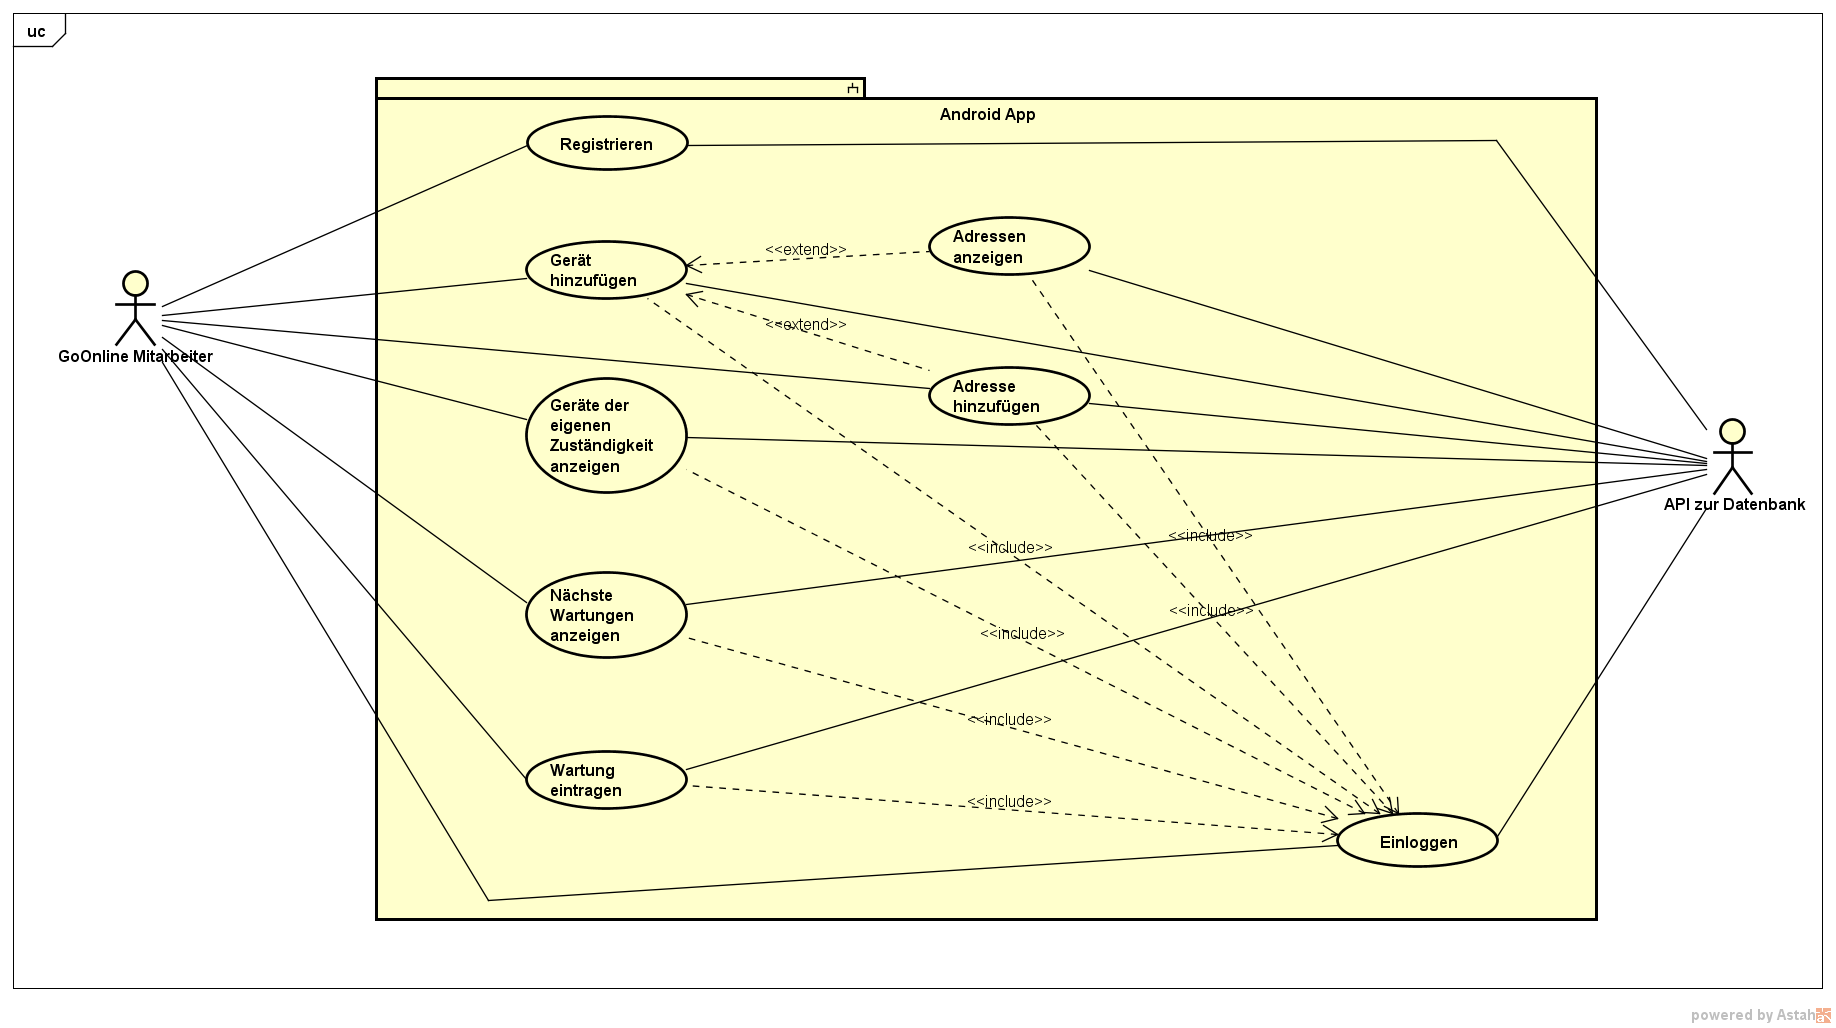 uc
Android App
Registrieren
Adressen
anzeigen
<<extend>>
Gerät
hinzufügen
<<extend>>
GoOnline Mitarbeiter
Adresse
hinzufügen
Geräte der
eigenen
Zuständigkeit
anzeigen
API zur Datenbank
<<include>>
<<include>>
Nächste
Wartungen
anzeigen
<<include>>
<<include>>
<<include>>
Wartung
eintragen
<<include>>
Einloggen
powered by Astah